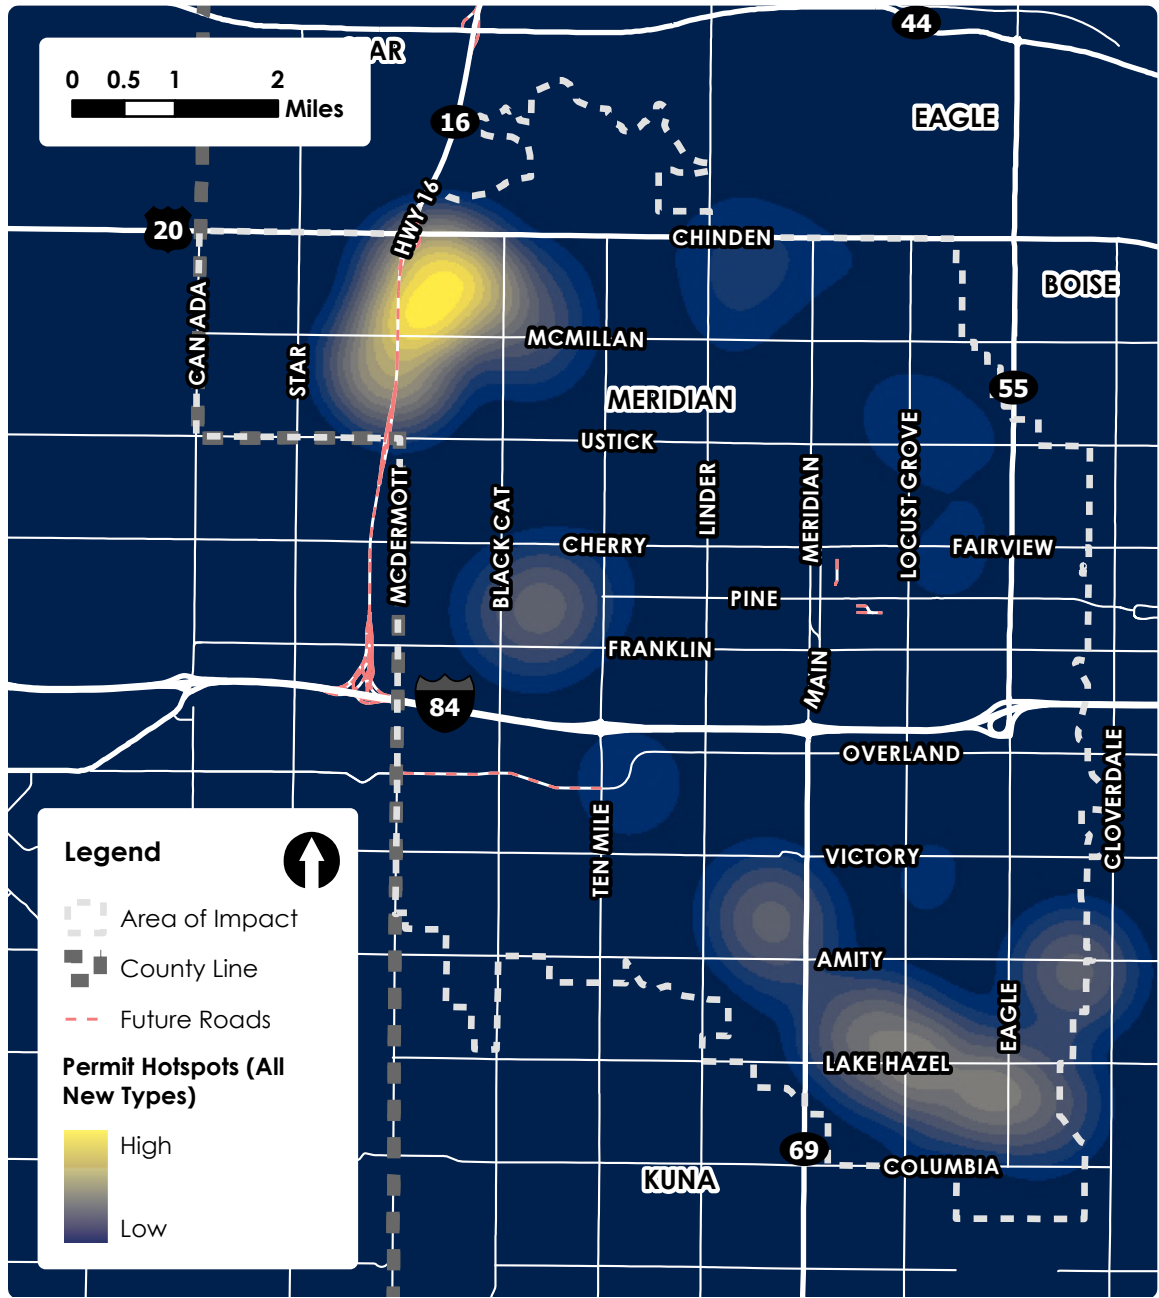 44
AR
0 0.5 1 2
Miles
16
EAGLE
HWY 16
20
CHINDEN
BOISE
CANADA
STAR
MCMILLAN
MERIDIAN
55
USTICK
LOCUST GROVE
LINDER
MERIDIAN
MCDERMOTT
BLACK CAT
CHERRY
FAIRVIEW
PINE
FRANKLIN
MAIN
84
OVERLAND
CLOVERDALE
TEN MILE
VICTORY
Legend
Area of Impact
County Line
Future Roads
Permit Hotspots (All
New Types)
High
Low
AMITY
EAGLE
LAKE HAZEL
69
COLUMBIA
KUNA